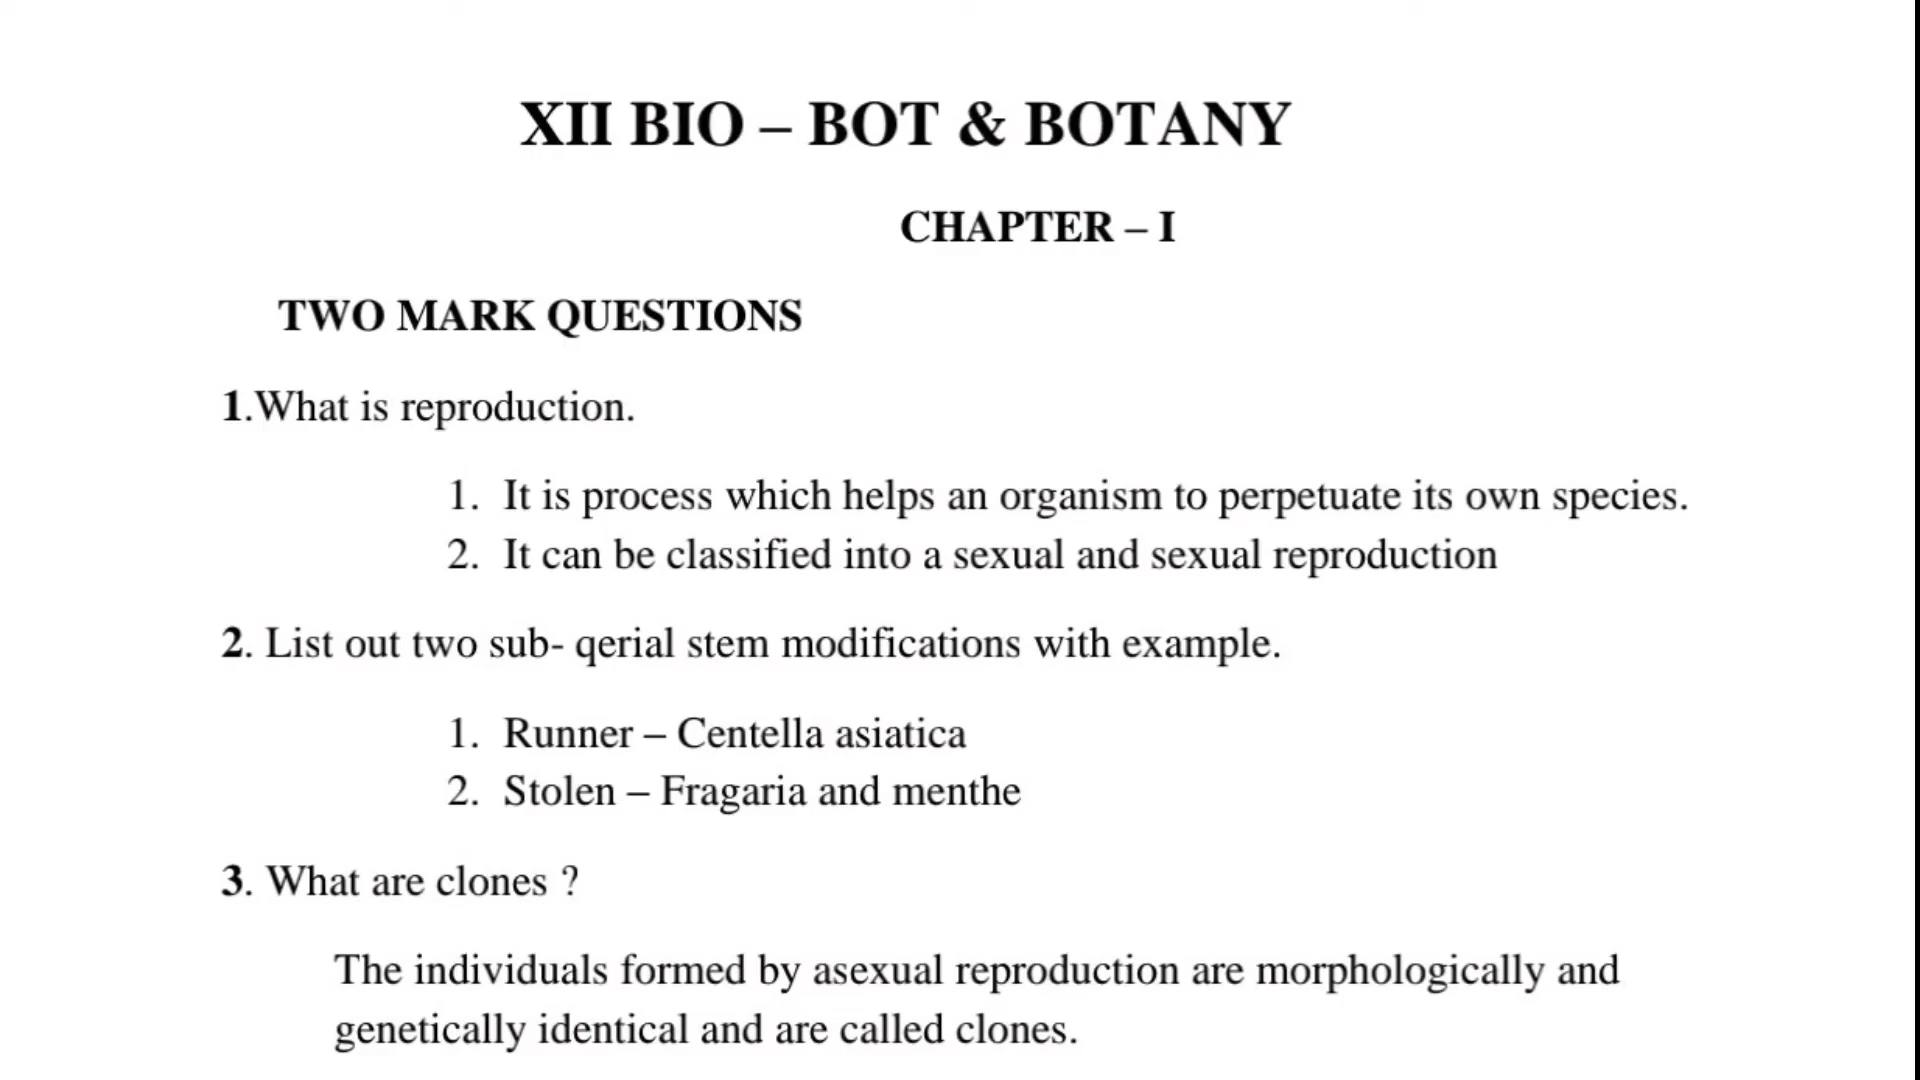 XII BIO – BOT & BOTANY
CHAPTER – I
TWO MARK QUESTIONS
1.What is reproduction.
1. It is process which helps an organism to perpetuate its own species.
2. It can be classified into a sexual and sexual reproduction
2. List out two sub- qerial stem modifications with example.
1. Runner – Centella asiatica
2. Stolen – Fragaria and menthe
3. What are clones ?
The individuals formed by asexual reproduction are morphologically and
genetically identical and are called clones.